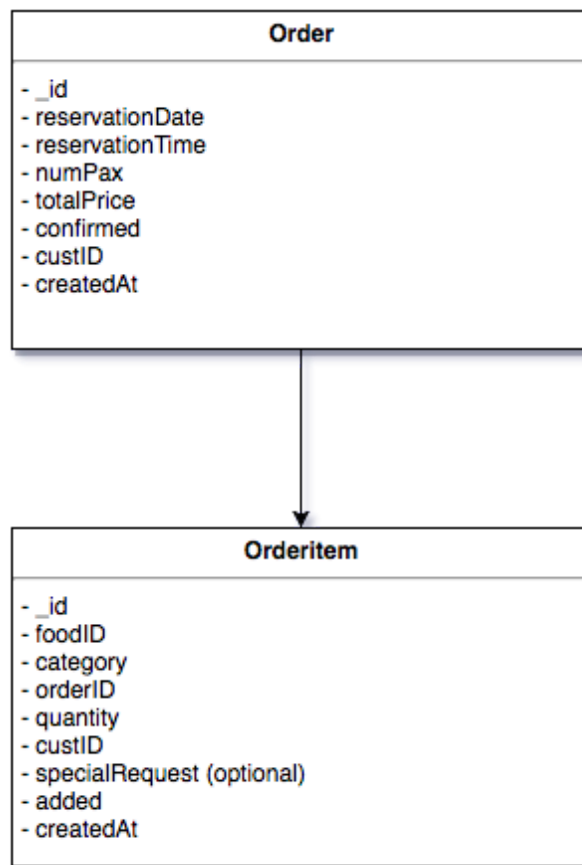 Order
- _id
- reservationDate
- reservationTime
- numPax
- totalPrice
- confirmed
- custID
- createdAt
Orderitem
- _id
- foodID
- category
- orderID
- quantity
- custID
- specialRequest (optional)
- added
- createdAt